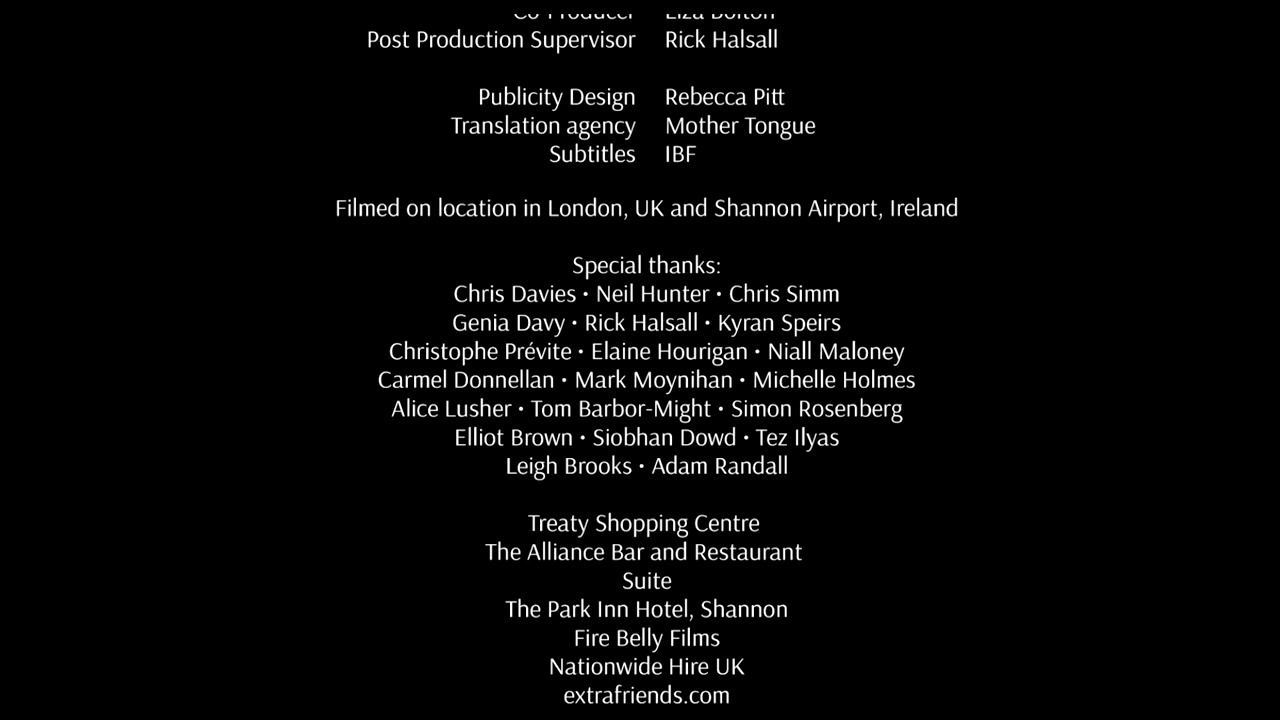 Co-Producer Eliza Bolton
Post Production Supervisor Rick Halsall
Publicity Design Rebecca Pitt
Translation agency Mother Tongue
Subtitles IBF
Filmed on location in London, UK and Shannon Airport, Ireland
Special thanks:
Chris Davies • Neil Hunter • Chris Simm
Genia Davy • Rick Halsall • Kyran Speirs
Christophe Prévite • Elaine Hourigan • Niall Maloney
Carmel Donnellan • Mark Moynihan • Michelle Holmes
Alice Lusher • Tom Barbor-Might • Simon Rosenberg
Elliot Brown • Siobhan Dowd • Tez Ilyas
Leigh Brooks • Adam Randall
Treaty Shopping Centre
The Alliance Bar and Restaurant
Suite
The Park Inn Hotel, Shannon
Fire Belly Films
Nationwide Hire UK
extrafriends.com